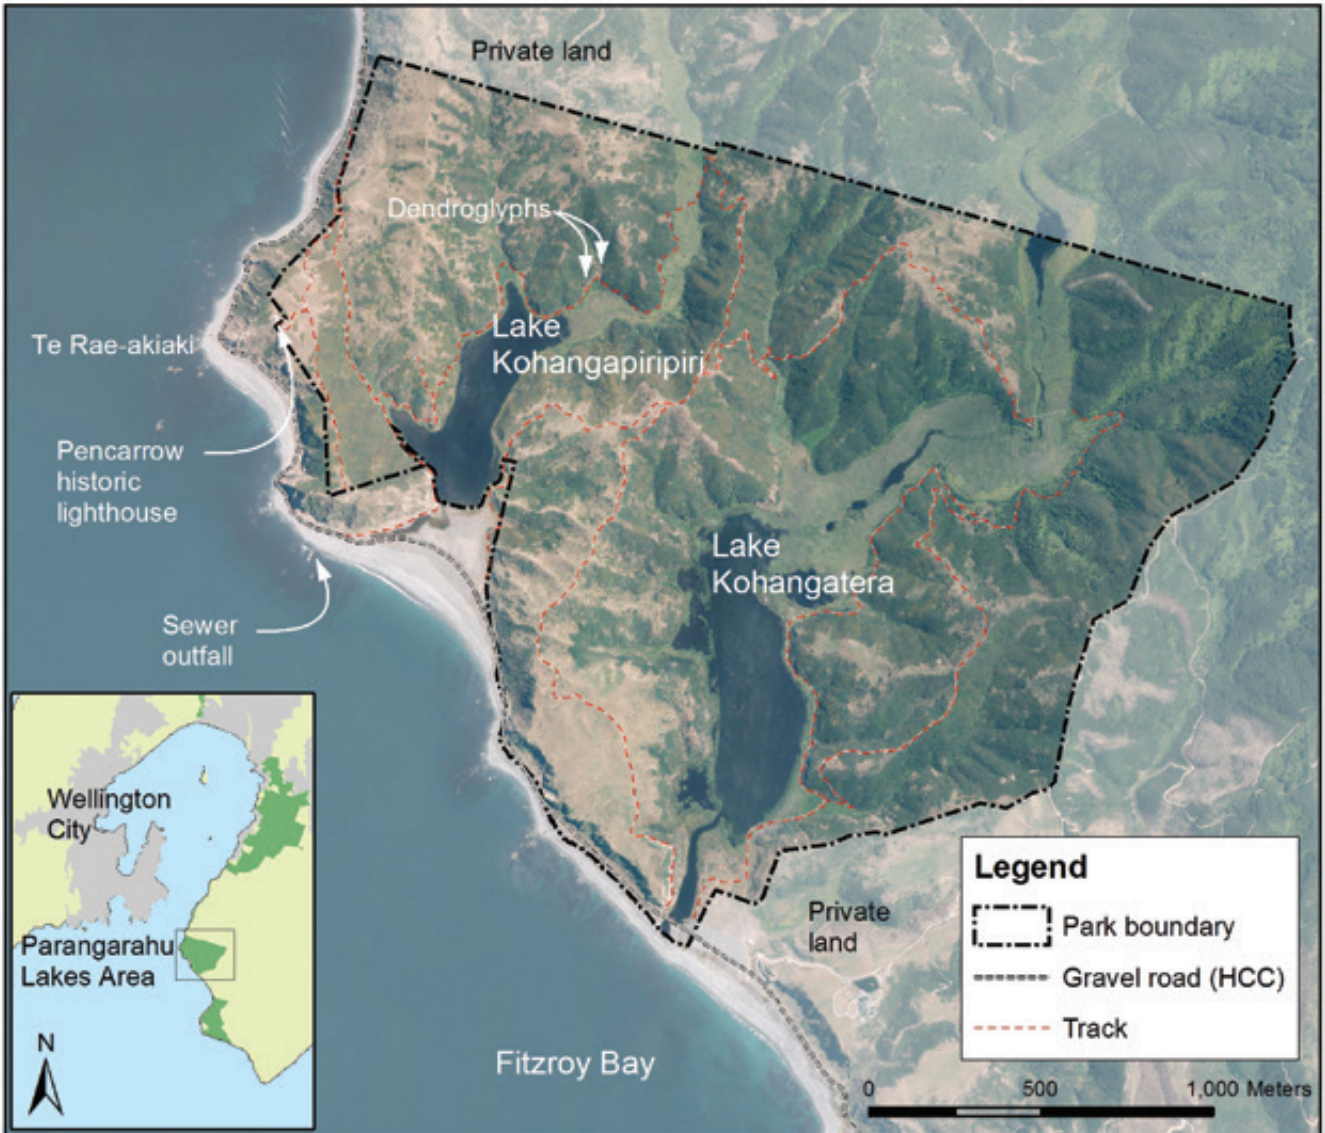 Private land
Dendroglyphs
Lake
Kohangapiripiri
Te Rae-akiaki
Pencarrow
historic
lighthouse
Lake
Kohangatera
Sewer
outfall
Wellington
City
Parangarahu
Lakes Area
N
Fitzroy Bay
Private
land
Legend
Park boundary
Gravel road (HCC)
Track
0 500 1,000 Meters